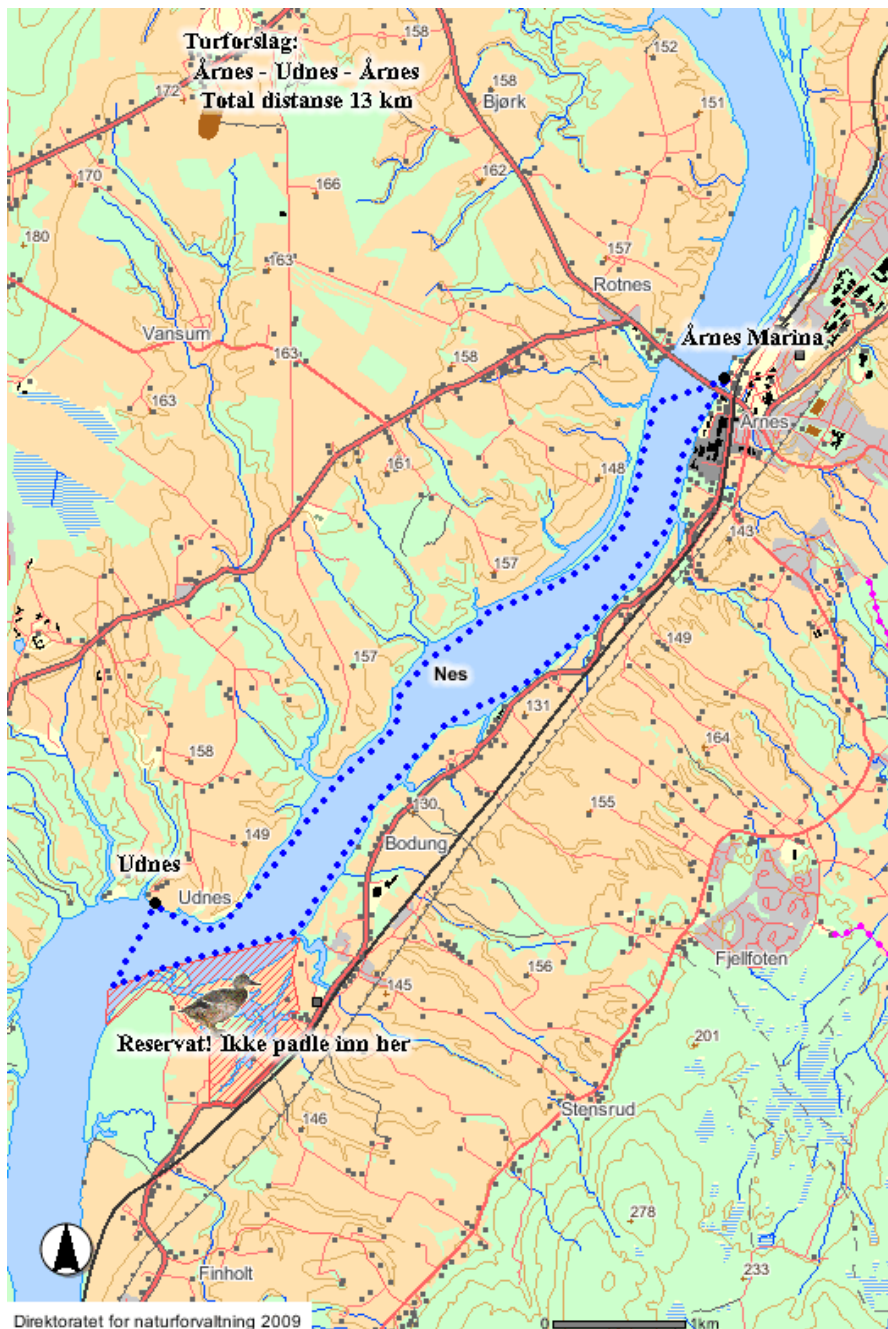 Turforslag:
Årnes - Udnes - Årnes
Total distanse 13 km
158
152
172
158
Bjørk
151
170
166
162
180
163
157
Rotnes
Vansum
Årnes Marina
163
158
163
Årnes
161
148
143
157
149
157
Nes
131
164
158
130
155
149
Bodung
Udnes
Udnes
Fjellfoten
156
145
201
Reservat! Ikke padle inn her
146
Stensrud
278
233
Finholt
Direktoratet for naturforvaltning 2009
0 1km